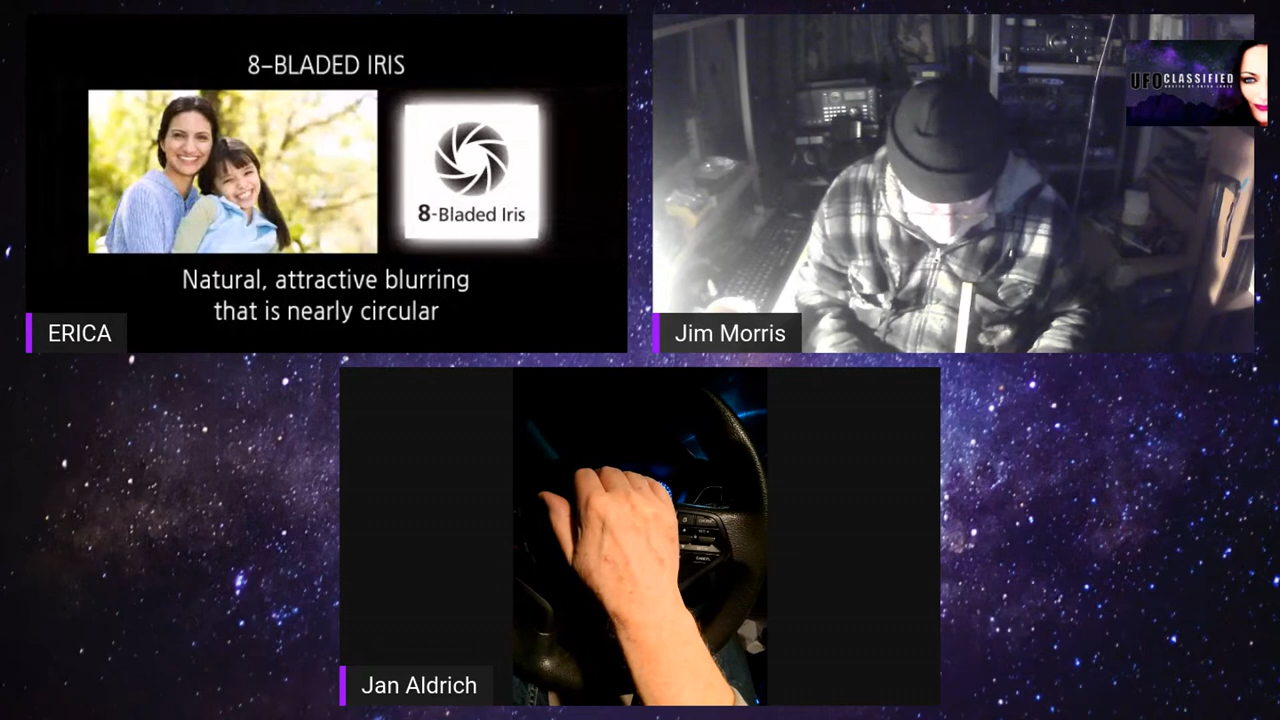 8-BLADED IRIS
8-Bladed Iris
Natural, attractive blurring
that is nearly circular
ERICA
Jim Morris
UFO CLASSIFIED
Jan Aldrich